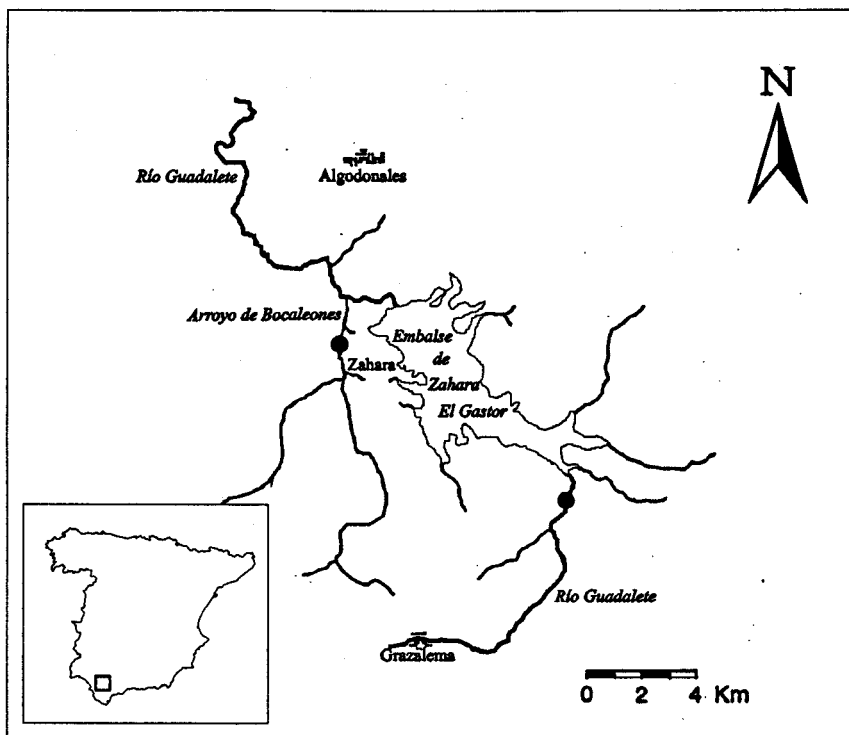 N
Río Guadalete
Algodonales
Arroyo de Bocaleones
Embalse
de
Zahara
Zahara
El Gastor
Río Guadalete
Grazalema
0 2 4 Km